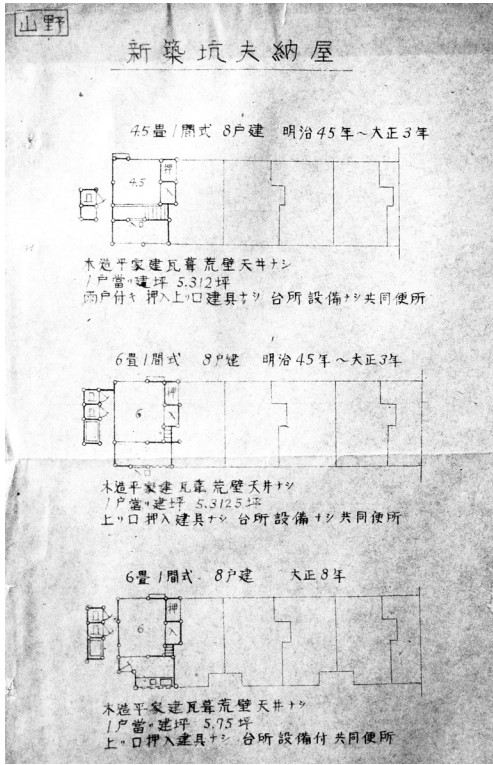 山野
新築坑夫納屋
4.5畳1間式 8戸建 明治45年～大正3年
4.5
押
入
木造平家建瓦葺荒壁天井ナシ
1戸當リ建坪 5.312坪
雨戸付キ 押入上リ口建具ナシ 台所設備ナシ共同便所
6畳1間式 8戸建 明治45年～大正3年
押
6
入
木造平家建瓦葺荒壁天井ナシ
1戸當リ建坪 5.3125坪
上リ口押入建具ナシ 台所設備ナシ共同便所
6畳1間式 8戸建 大正8年
押
6
入
木造平家建瓦葺荒壁天井ナシ
1戸當リ建坪 5.75坪
上リ口押入建具ナシ 台所設備付共同便所